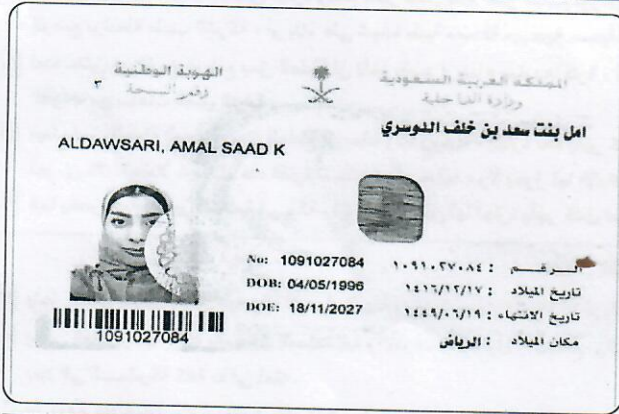 المملكة العربية السعودية
وزارة الداخلية
الهوية الوطنية
رقم النسخة ٣
امل بنت سعد بن خلف الدوسري
ALDAWSARI, AMAL SAAD K
No: 1091027084
الرقم : ١٠٩١٠٢٧٠٨٤
DOB: 04/05/1996
تاريخ الميلاد : ١٤١٦/١٢/١٧
DOE: 18/11/2027
تاريخ الانتهاء : ١٤٤٩/٠٦/١٩
مكان الميلاد : الرياض
1091027084